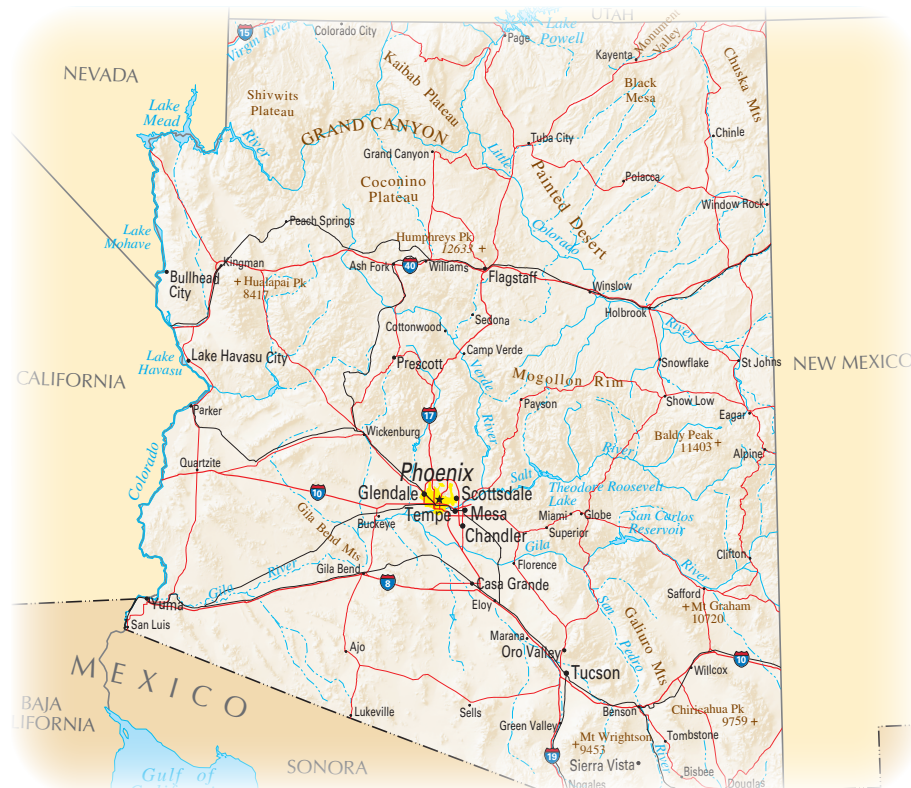 UTAH
15
Virgin River
Colorado City
Lake
Powell
Page
Kayenta
Monument
Valley
NEVADA
Kaibab Plateau
Black
Mesa
Chuska Mts
Shivwits
Plateau
Lake
Mead
River
GRAND CANYON
Chinle
Tuba City
Little
Grand Canyon
Painted Desert
Polacca
Coconino
Plateau
Window Rock
Peach Springs
Lake
Mohave
Colorado
Humphreys Pk
12633
Kingman
Ash Fork
40
Williams
Flagstaff
Bullhead
City
Hualapai Pk
8417
Winslow
Holbrook
River
Sedona
Cottonwood
Camp Verde
Lake Havasu City
Lake
Havasu
Prescott
Verde
River
Snowflake
St Johns
NEW MEXICO
CALIFORNIA
Mogollon Rim
Parker
Payson
Show Low
Eagar
17
Wickenburg
Baldy Peak
11403
Alpine
Colorado
Quartzite
Phoenix
Salt
River
10
Glendale
Scottsdale
Theodore Roosevelt
Lake
Tempe
Mesa
Gila Bend Mts
Buckeye
Miami
Globe
San Carlos
Reservoir
Chandler
Superior
Gila
Clifton
Florence
River
Gila Bend
Gila
River
8
Casa Grande
Safford
Mt Graham
10720
Yuma
Eloy
San
Pedro
River
San Luis
Galiuro Mts
Marana
Oro Valley
Ajo
10
MEXICO
Tucson
Willcox
BAJA
LIFORNIA
Lukeville
Sells
Benson
Chiricahua Pk
9759
Green Valley
Tombstone
Mt Wrightson
9453
19
Sierra Vista
SONORA
Gulf of
Bisbee
Nogales
Douglas